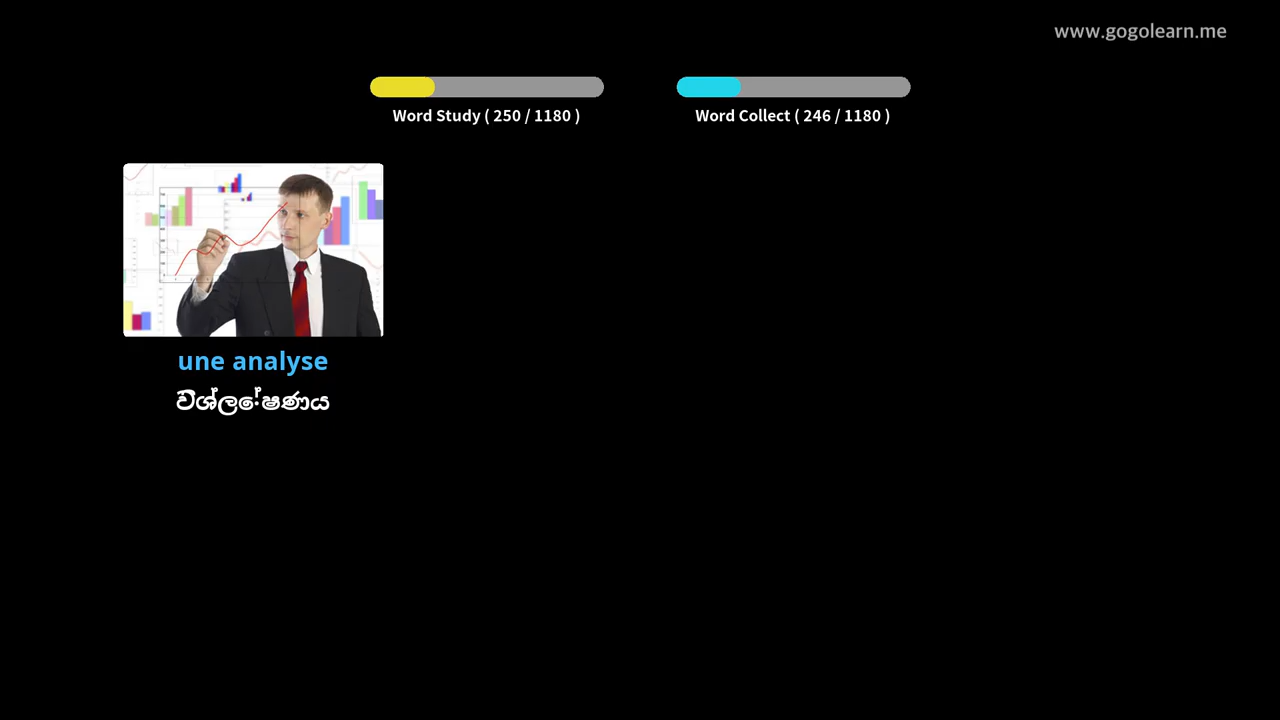 www.gogolearn.me
Word Study ( 250 / 1180 )
Word Collect ( 246 / 1180 )
une analyse
විශ්ලේෂණය